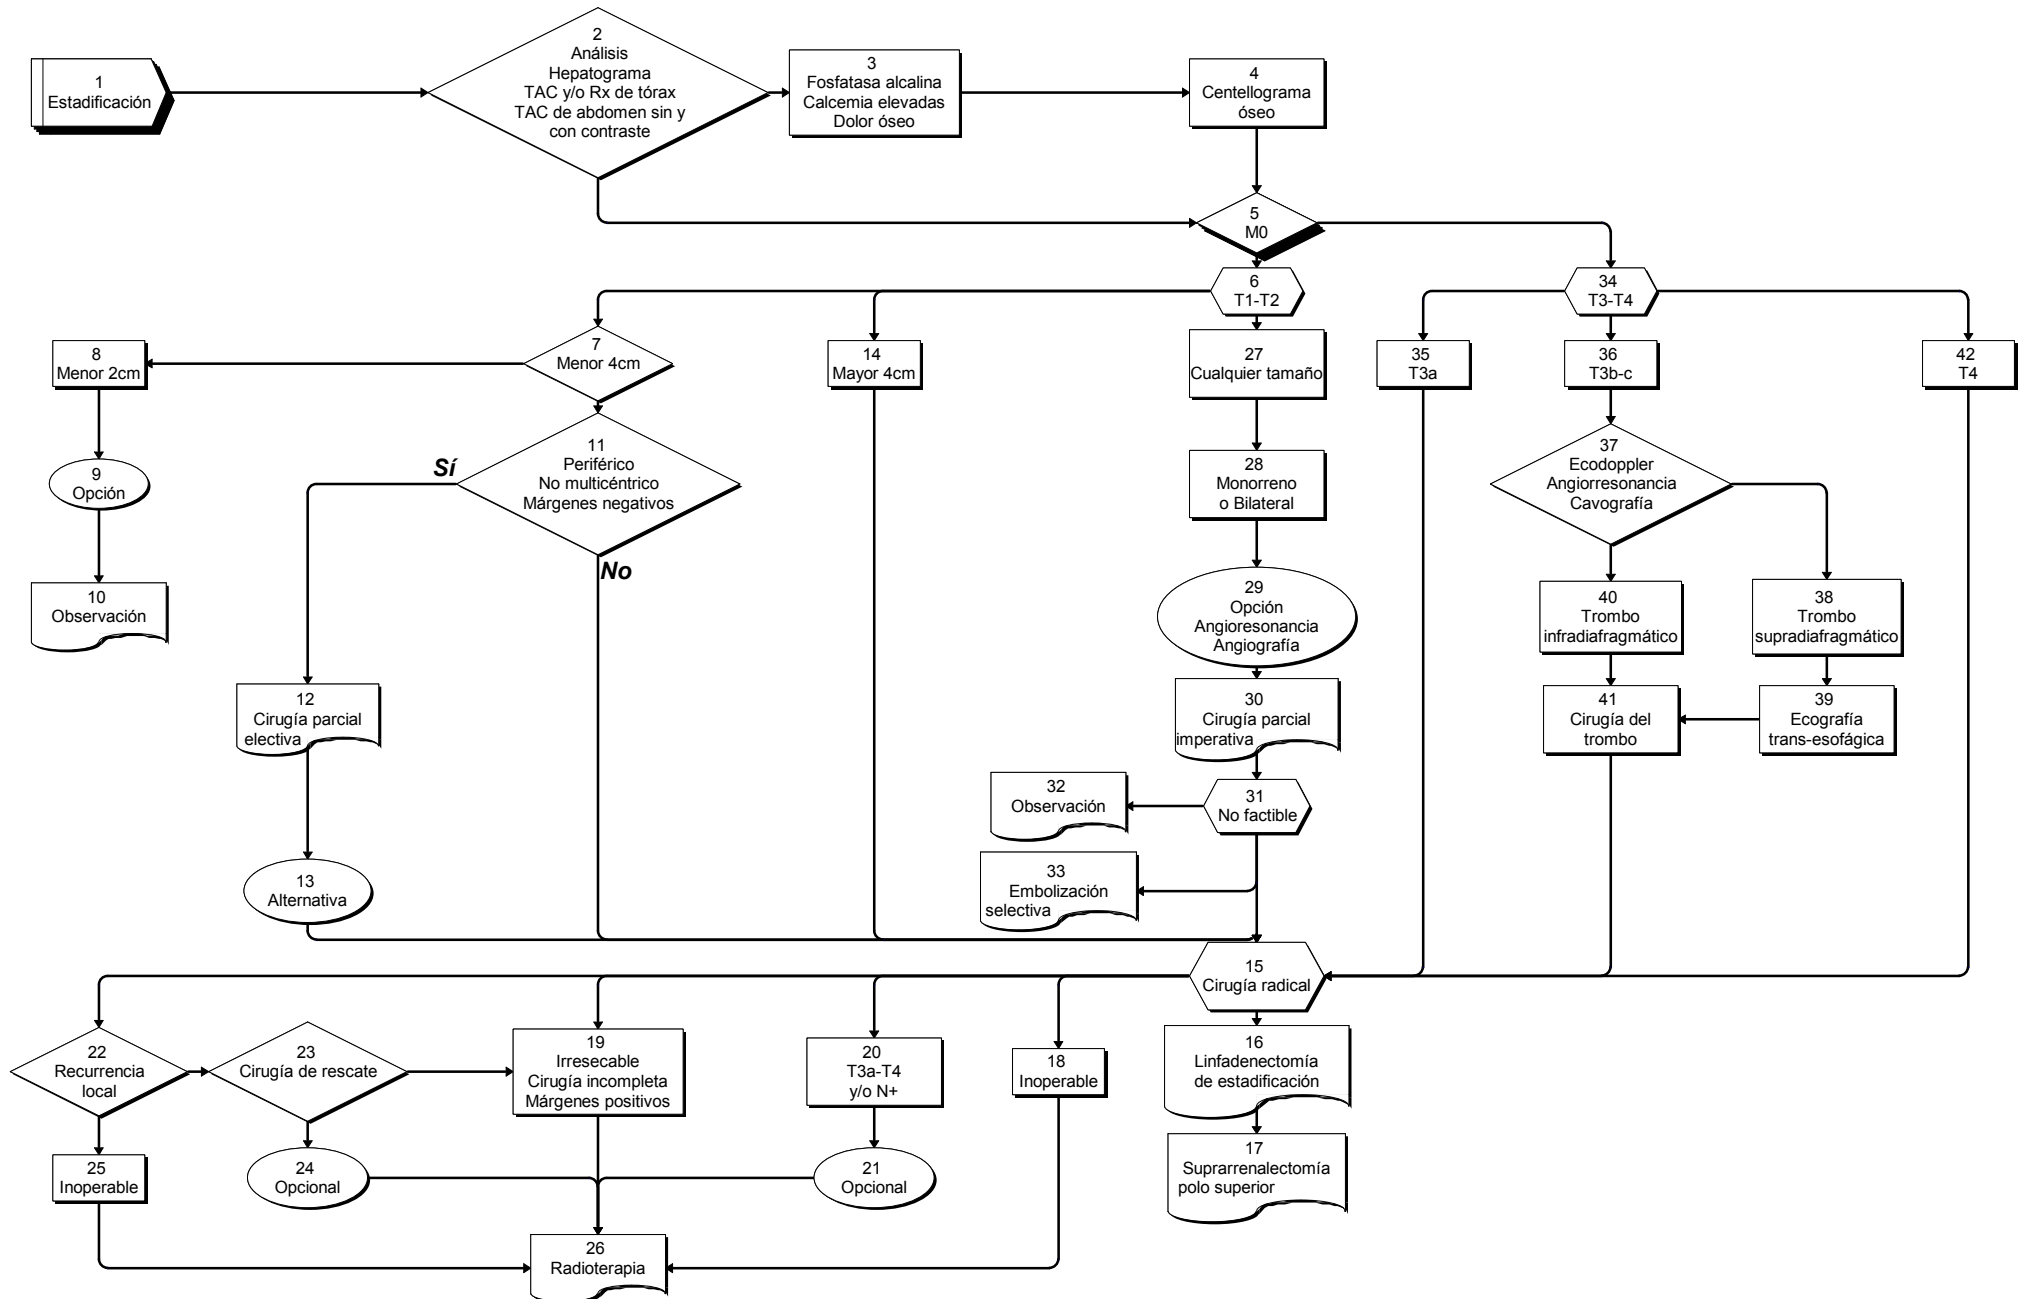 1
Estadificación
2
Análisis
Hepatograma
TAC y/o Rx de tórax
TAC de abdomen sin y
con contraste
3
Fosfatasa alcalina
Calcemia elevadas
Dolor óseo
4
Centellograma
óseo
5
M0
6
T1-T2
34
T3-T4
7
Menor 4cm
8
Menor 2cm
14
Mayor 4cm
27
Cualquier tamaño
35
T3a
36
T3b-c
42
T4
9
Opción
10
Observación
11
Periférico
No multicéntrico
Márgenes negativos
Sí
No
28
Monorreno
o Bilateral
37
Ecodoppler
Angiorresonancia
Cavografía
29
Opción
Angioresonancia
Angiografía
40
Trombo
infradiafragmático
38
Trombo
supradiafragmático
12
Cirugía parcial
electiva
30
Cirugía parcial
imperativa
41
Cirugía del
trombo
39
Ecografía
trans-esofágica
32
Observación
31
No factible
13
Alternativa
33
Embolización
selectiva
15
Cirugía radical
22
Recurrencia
local
23
Cirugía de rescate
19
Irresecable
Cirugía incompleta
Márgenes positivos
20
T3a-T4
y/o N+
18
Inoperable
16
Linfadenectomía
de estadificación
25
Inoperable
24
Opcional
21
Opcional
17
Suprarrenalectomía
polo superior
26
Radioterapia